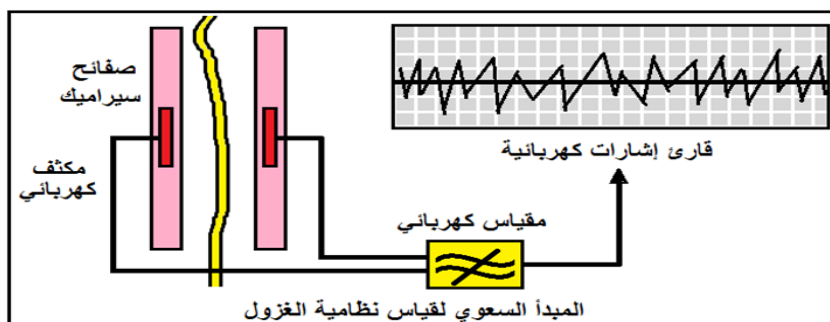 صفائح
سيراميك
مكثف
كهربائي
قارئ إشارات كهربائية
مقياس كهربائي
المبدأ السعوي لقياس نظامية الغزول